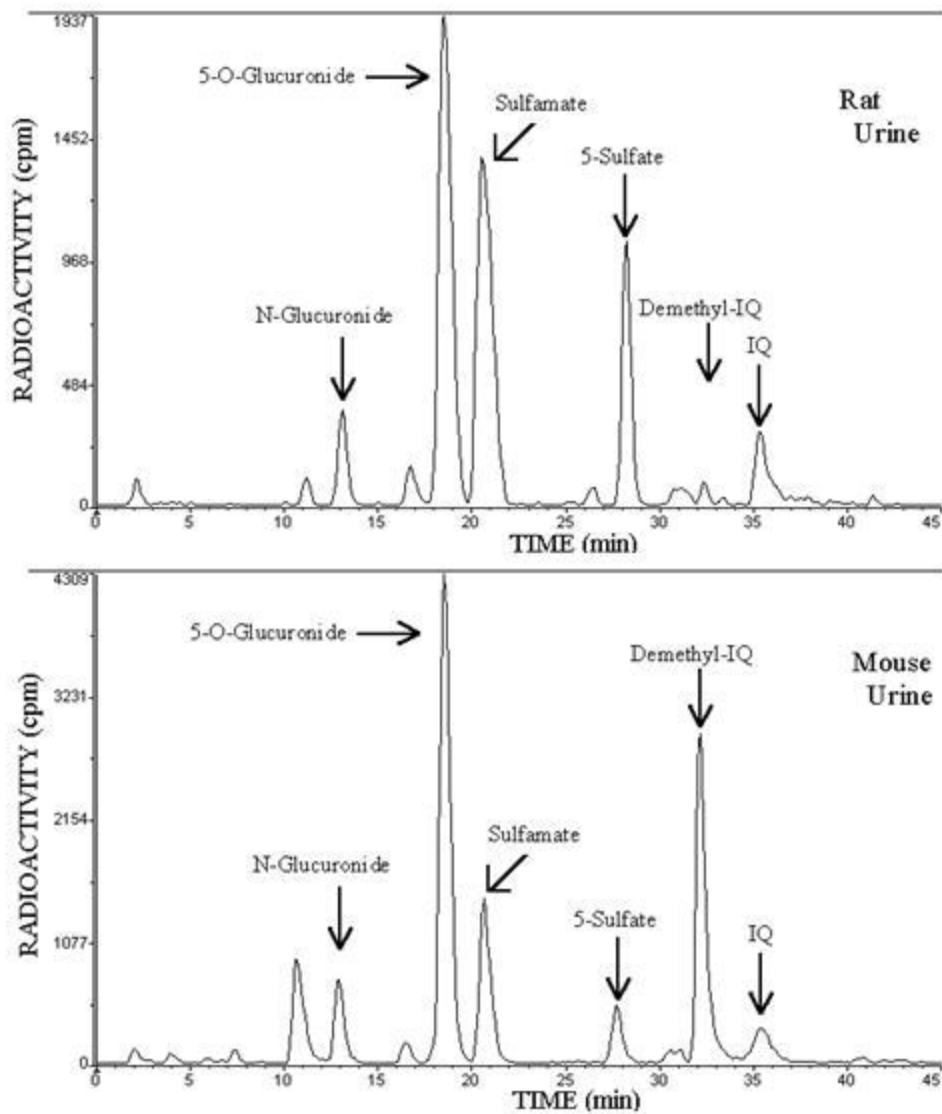 1937
5-O-Glucuronide
Sulfamate
Rat
Urine
1452
5-Sulfate
RADIOACTIVITY (cpm)
968
N-Glucuronide
Demethyl-IQ
IQ
484
0
0 5 10 15 20 25 30 35 40 45
TIME (min)
4309
5-O-Glucuronide
Demethyl-IQ
Mouse
Urine
3231
RADIOACTIVITY (cpm)
2154
Sulfamate
N-Glucuronide
5-Sulfate
IQ
1077
0
0 5 10 15 20 25 30 35 40 45
TIME (min)